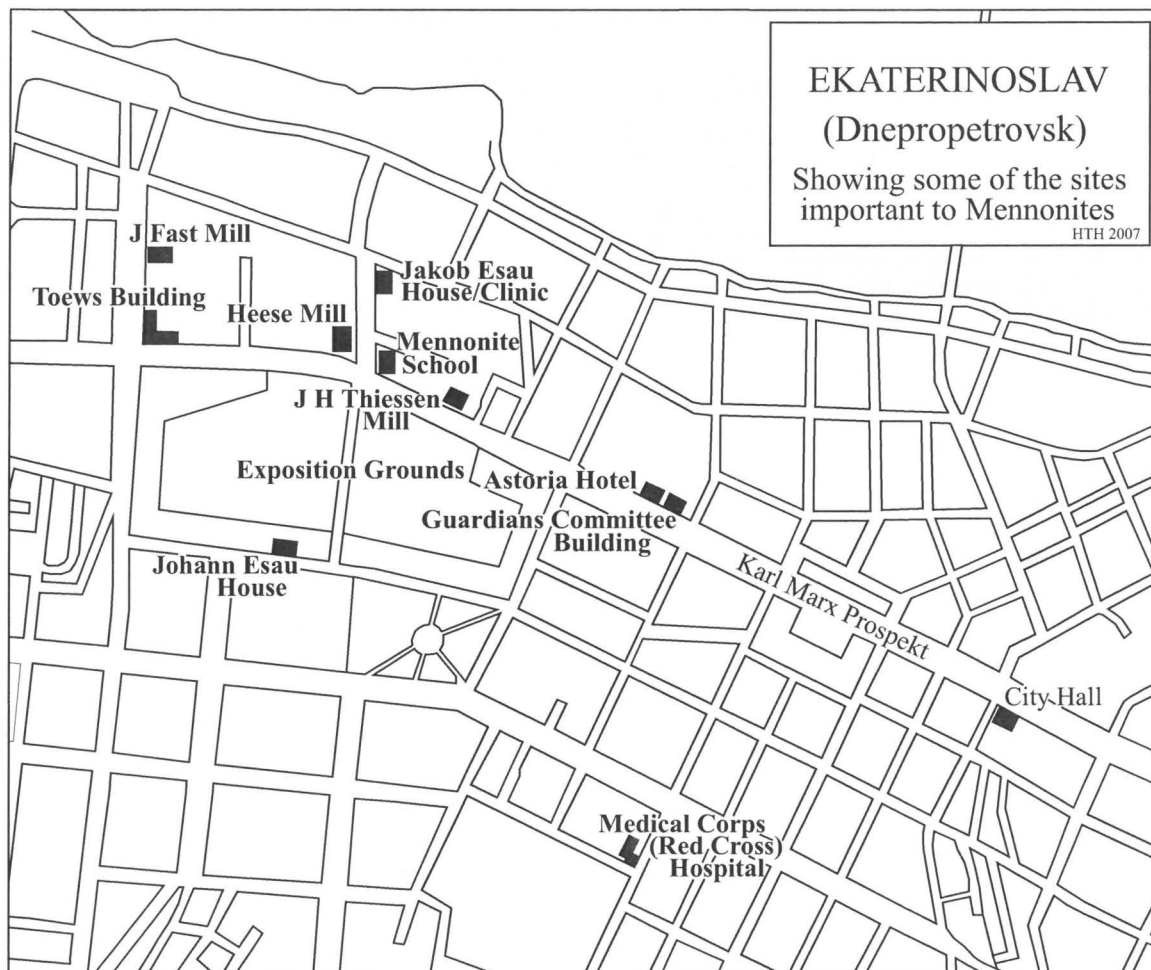 EKATERINOSLAV
(Dnepropetrovsk)
Showing some of the sites
important to Mennonites
HTH 2007
J Fast Mill
Toews Building
Heese Mill
Jakob Esau
House/Clinic
Mennonite
School
J H Thiessen
Mill
Exposition Grounds
Astoria Hotel
Guardians Committee
Building
Johann Esau
House
Karl Marx Prospekt
City Hall
Medical Corps
(Red Cross)
Hospital